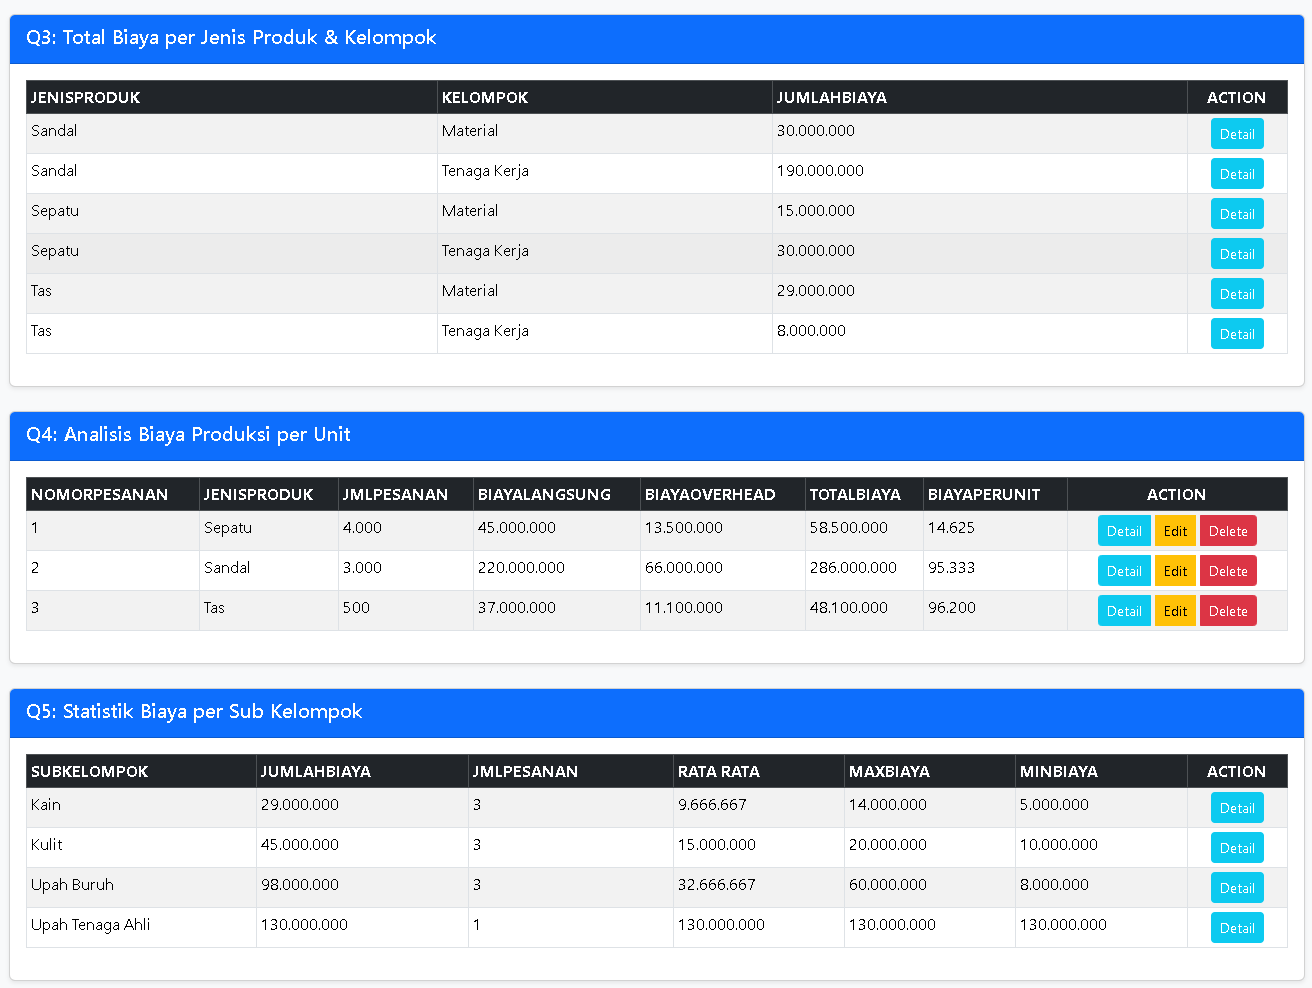 Q3: Total Biaya per Jenis Produk & Kelompok
JENISPRODUK KELOMPOK JUMLAHBIAYA ACTION
Sandal Material 30.000.000 Detail
Sandal Tenaga Kerja 190.000.000 Detail
Sepatu Material 15.000.000 Detail
Sepatu Tenaga Kerja 30.000.000 Detail
Tas Material 29.000.000 Detail
Tas Tenaga Kerja 8.000.000 Detail
Q4: Analisis Biaya Produksi per Unit
NOMORPESANAN JENISPRODUK JMLPESANAN BIAYALANGSUNG BIAYAOVERHEAD TOTALBIAYA BIAYAPERUNIT ACTION
1 Sepatu 4.000 45.000.000 13.500.000 58.500.000 14.625 Detail Edit Delete
2 Sandal 3.000 220.000.000 66.000.000 286.000.000 95.333 Detail Edit Delete
3 Tas 500 37.000.000 11.100.000 48.100.000 96.200 Detail Edit Delete
Q5: Statistik Biaya per Sub Kelompok
SUBKELOMPOK JUMLAHBIAYA JMLPESANAN RATA RATA MAXBIAYA MINBIAYA ACTION
Kain 29.000.000 3 9.666.667 14.000.000 5.000.000 Detail
Kulit 45.000.000 3 15.000.000 20.000.000 10.000.000 Detail
Upah Buruh 98.000.000 3 32.666.667 60.000.000 8.000.000 Detail
Upah Tenaga Ahli 130.000.000 1 130.000.000 130.000.000 130.000.000 Detail